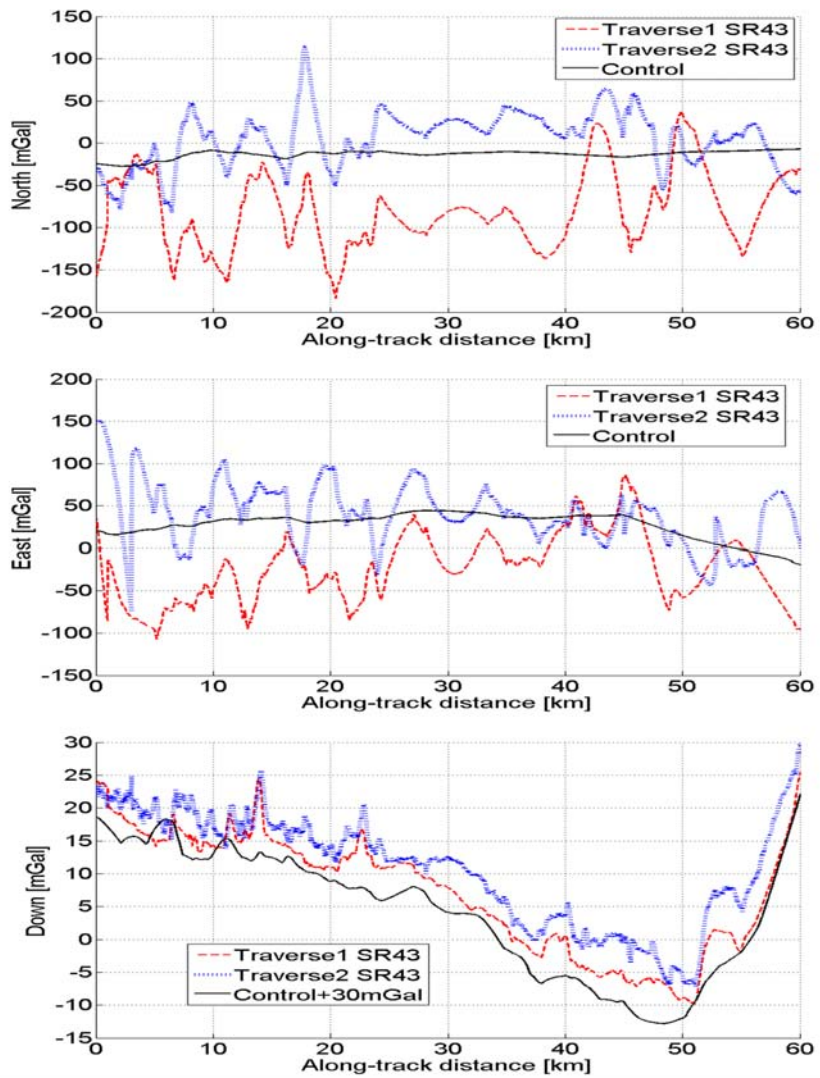 150
100
50
0
-50
-100
-150
-200
North [mGal]
Traverse1 SR43
Traverse2 SR43
Control
0 10 20 30 40 50 60
Along-track distance [km]
200
150
100
50
0
-50
-100
-150
East [mGal]
Traverse1 SR43
Traverse2 SR43
Control
0 10 20 30 40 50 60
Along-track distance [km]
30
25
20
15
10
5
0
-5
-10
-15
Down [mGal]
Traverse1 SR43
Traverse2 SR43
Control+30mGal
0 10 20 30 40 50 60
Along-track distance [km]